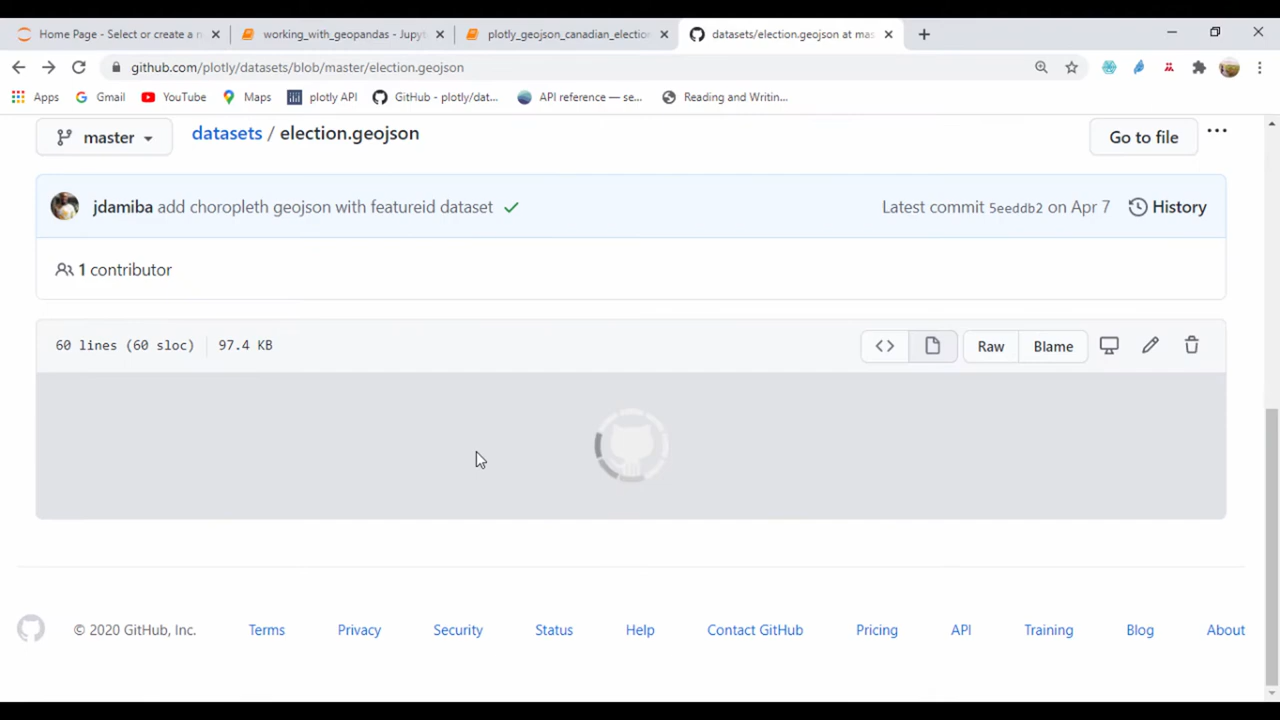 Home Page - Select or create a n
working_with_geopandas - Jupyt
plotly_geojson_canadian_election
datasets/election.geojson at mas
github.com/plotly/datasets/blob/master/election.geojson
Apps
Gmail
YouTube
Maps
plotly API
GitHub - plotly/dat...
API reference — se...
Reading and Writin...
master
datasets / election.geojson
Go to file
jdamiba add choropleth geojson with featureid dataset
Latest commit 5eeddb2 on Apr 7
History
1 contributor
60 lines (60 sloc)
97.4 KB
Raw
Blame
© 2020 GitHub, Inc.
Terms
Privacy
Security
Status
Help
Contact GitHub
Pricing
API
Training
Blog
About